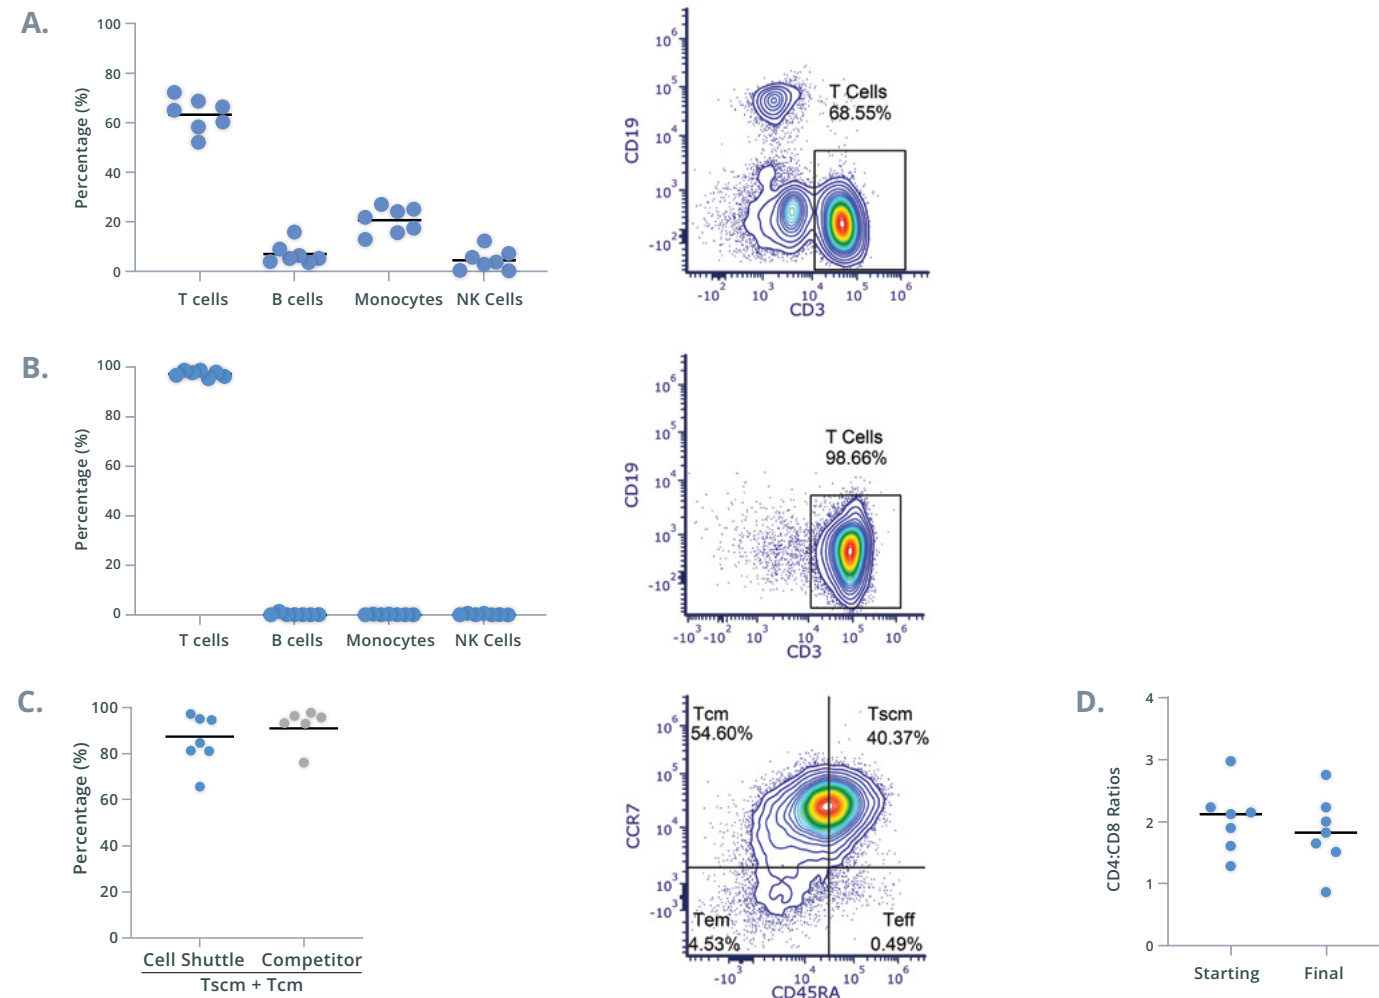 A.
Percentage (%)
100
80
60
40
20
0
T cells
B cells
Monocytes
NK Cells
CD19
10^6
10^5
10^4
10^3
-10^2
T Cells
68.55%
-10^2
10^3
10^4
10^5
10^6
CD3
B.
Percentage (%)
100
80
60
40
20
0
T cells
B cells
Monocytes
NK Cells
CD19
10^6
10^5
10^4
10^3
-10^2
T Cells
98.66%
-10^3
-10^2
10^3
10^4
10^5
10^6
CD3
C.
Percentage (%)
100
80
60
40
20
0
Cell Shuttle
Competitor
Tscm + Tcm
CCR7
10^6
10^5
10^4
10^3
-10^3
Tcm
54.60%
Tscm
40.37%
Tem
4.53%
Teff
0.49%
-10^3
10^4
10^5
10^6
CD45RA
D.
CD4:CD8 Ratios
4
3
2
1
0
Starting
Final